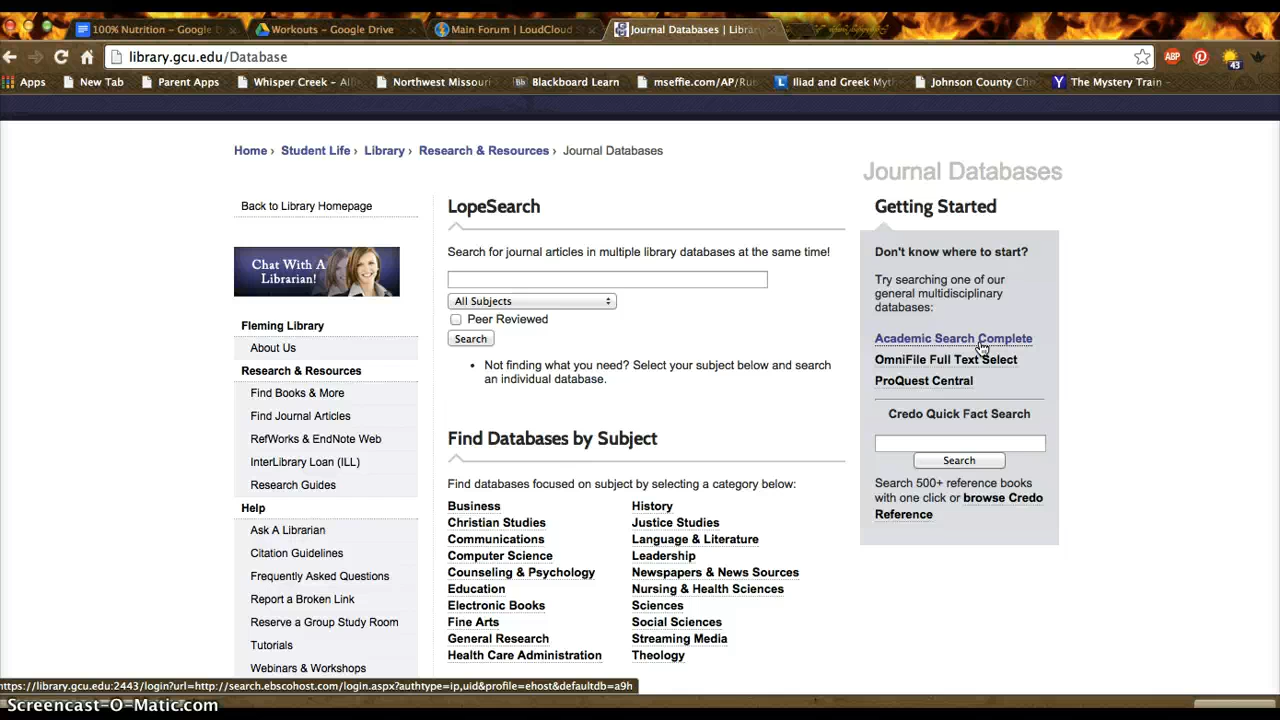 100% Nutrition - Google D
Workouts - Google Drive
Main Forum | LoudCloud S
Journal Databases | Libra
library.gcu.edu/Database
ABP
43
Apps
New Tab
Parent Apps
Whisper Creek - All
Northwest Missouri
Bb Blackboard Learn
mseffie.com/AP/Ru
L Iliad and Greek Myth
Johnson County Ch
Y The Mystery Train -
Home › Student Life › Library › Research & Resources › Journal Databases
Journal Databases
Back to Library Homepage
Chat With A
Librarian!
Fleming Library
About Us
Research & Resources
Find Books & More
Find Journal Articles
RefWorks & EndNote Web
InterLibrary Loan (ILL)
Research Guides
Help
Ask A Librarian
Citation Guidelines
Frequently Asked Questions
Report a Broken Link
Reserve a Group Study Room
Tutorials
Webinars & Workshops
LopeSearch
Search for journal articles in multiple library databases at the same time!
All Subjects
Peer Reviewed
Search
• Not finding what you need? Select your subject below and search
an individual database.
Find Databases by Subject
Find databases focused on subject by selecting a category below:
Business
Christian Studies
Communications
Computer Science
Counseling & Psychology
Education
Electronic Books
Fine Arts
General Research
Health Care Administration
History
Justice Studies
Language & Literature
Leadership
Newspapers & News Sources
Nursing & Health Sciences
Sciences
Social Sciences
Streaming Media
Theology
Getting Started
Don't know where to start?
Try searching one of our
general multidisciplinary
databases:
Academic Search Complete
OmniFile Full Text Select
ProQuest Central
Credo Quick Fact Search
Search
Search 500+ reference books
with one click or browse Credo
Reference
https://library.gcu.edu:2443/login?url=http://search.ebscohost.com/login.aspx?authtype=ip,uid&profile=ehost&defaultdb=a9h
Screencast-O-Matic.com